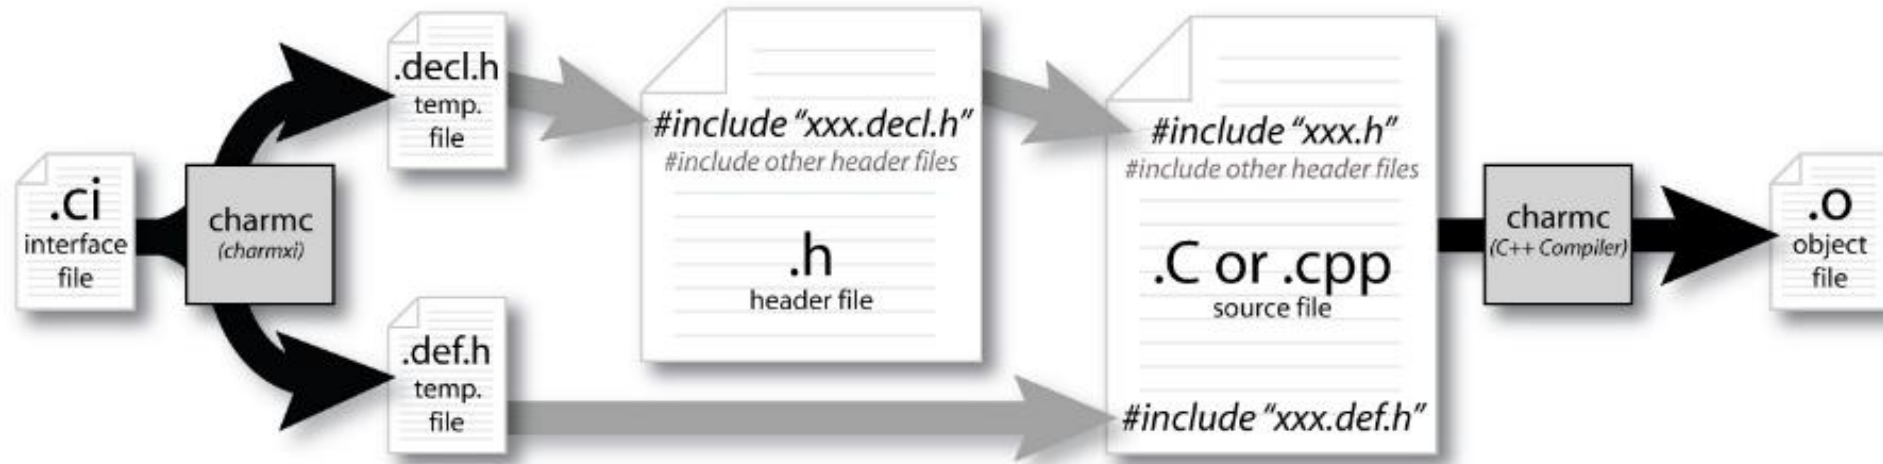 .ci
interface
file
charmc
(charmxi)
.decl.h
temp.
file
.def.h
temp.
file
#include “xxx.decl.h”
#include other header files
.h
header file
#include “xxx.h”
#include other header files
.C or .cpp
source file
#include “xxx.def.h”
charmc
(C++ Compiler)
.o
object
file